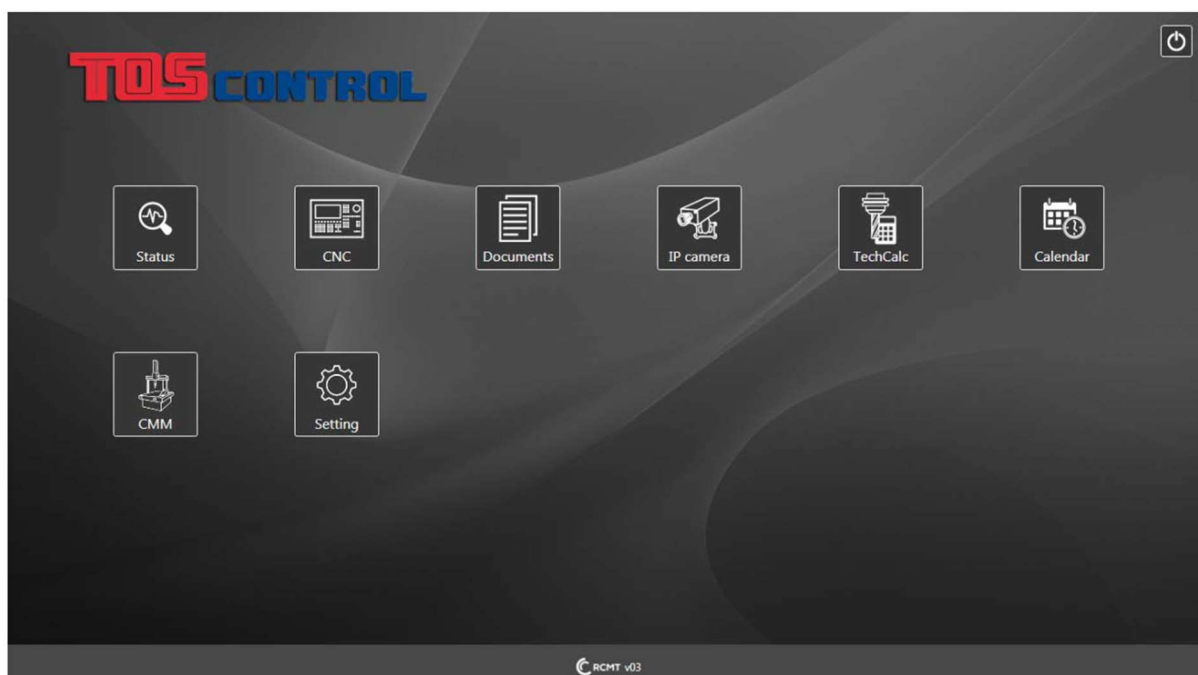 TOS CONTROL
Status
CNC
Documents
IP camera
TechCalc
Calendar
CMM
Setting
RCMT v03